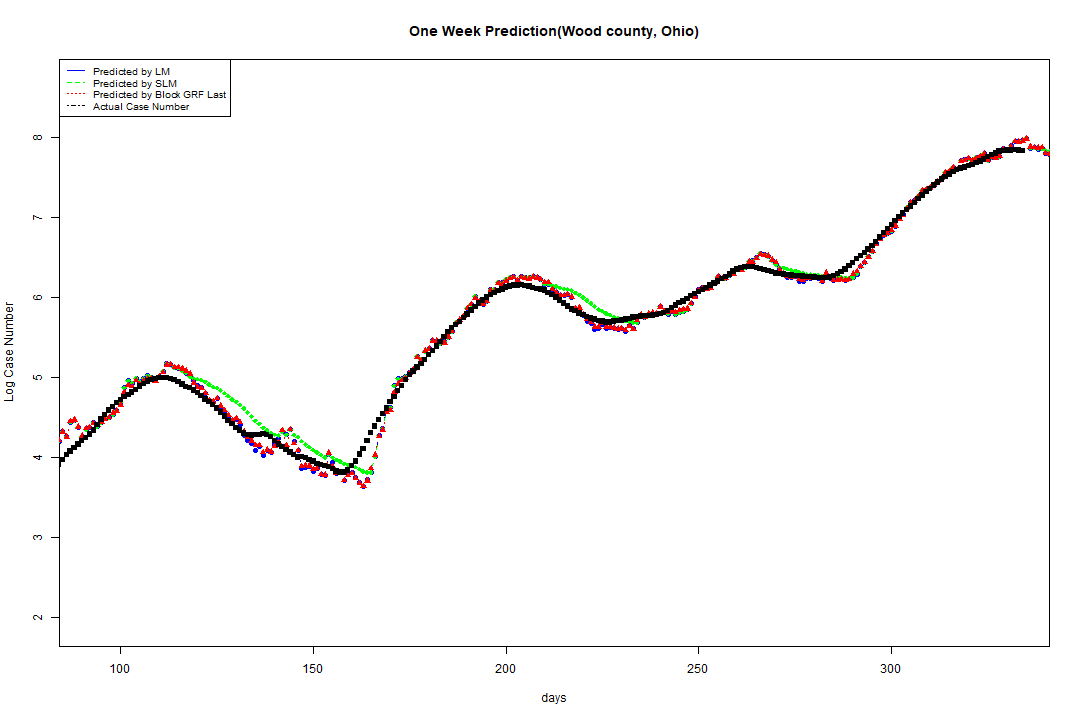 One Week Prediction(Wood county, Ohio)
Predicted by LM
Predicted by SLM
Predicted by Block GRF Last
Actual Case Number
Log Case Number
8
7
6
5
4
3
2
100 150 200 250 300
days